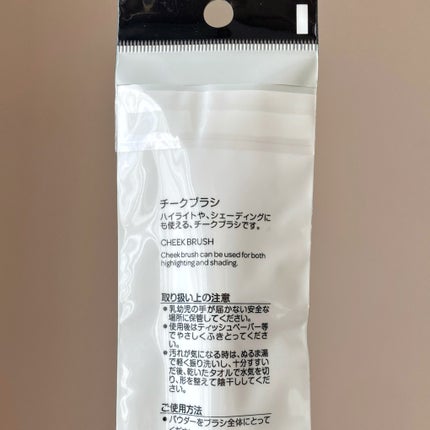 チークブラシ
ハイライトや、シェーディングに
も使える、チークブラシです。
CHEEK BRUSH
Cheek brush can be used for both
highlighting and shading.
取り扱い上の注意
●乳幼児の手が届かない安全な
場所に保管してください。
●使用後はティッシュペーパー等
でやさしくふきとってくださ
い。
●汚れが気になる時は、ぬるま湯
で軽く振り洗いし、十分すすい
だ後、乾いたタオルで水気を切
り、形を整えて陰干ししてくだ
さい。
ご使用方法
●パウダーをブラシ全体にとって